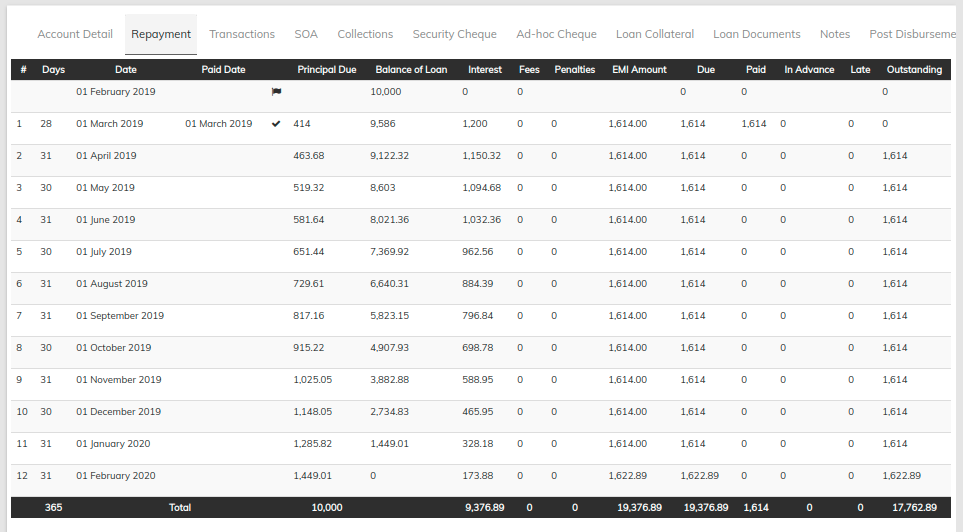 Account Detail Repayment Transactions SOA Collections Security Cheque Ad-hoc Cheque Loan Collateral Loan Documents Notes Post Disburseme
# Days Date Paid Date Principal Due Balance of Loan Interest Fees Penalties EMI Amount Due Paid In Advance Late Outstanding
01 February 2019 10,000 0 0 0 0 0
1 28 01 March 2019 01 March 2019 414 9,586 1,200 0 0 1,614.00 1,614 1,614 0 0 0
2 31 01 April 2019 463.68 9,122.32 1,150.32 0 0 1,614.00 1,614 0 0 0 1,614
3 30 01 May 2019 519.32 8,603 1,094.68 0 0 1,614.00 1,614 0 0 0 1,614
4 31 01 June 2019 581.64 8,021.36 1,032.36 0 0 1,614.00 1,614 0 0 0 1,614
5 30 01 July 2019 651.44 7,369.92 962.56 0 0 1,614.00 1,614 0 0 0 1,614
6 31 01 August 2019 729.61 6,640.31 884.39 0 0 1,614.00 1,614 0 0 0 1,614
7 31 01 September 2019 817.16 5,823.15 796.84 0 0 1,614.00 1,614 0 0 0 1,614
8 30 01 October 2019 915.22 4,907.93 698.78 0 0 1,614.00 1,614 0 0 0 1,614
9 31 01 November 2019 1,025.05 3,882.88 588.95 0 0 1,614.00 1,614 0 0 0 1,614
10 30 01 December 2019 1,148.05 2,734.83 465.95 0 0 1,614.00 1,614 0 0 0 1,614
11 31 01 January 2020 1,285.82 1,449.01 328.18 0 0 1,614.00 1,614 0 0 0 1,614
12 31 01 February 2020 1,449.01 0 173.88 0 0 1,622.89 1,622.89 0 0 0 1,622.89
365 Total 10,000 9,376.89 0 0 19,376.89 19,376.89 1,614 0 0 17,762.89